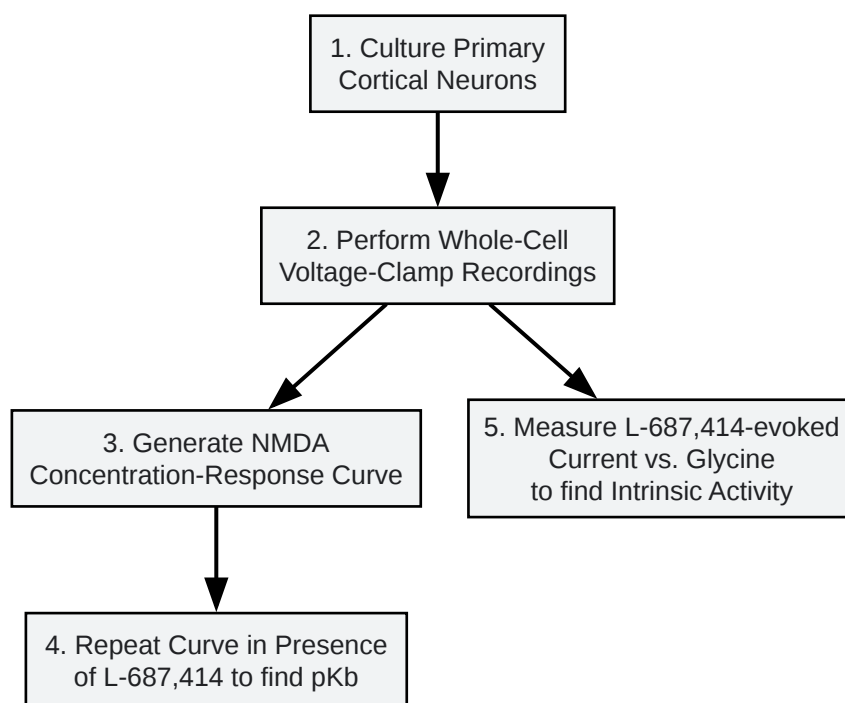 1. Culture Primary
Cortical Neurons
2. Perform Whole-Cell
Voltage-Clamp Recordings
3. Generate NMDA
Concentration-Response Curve
5. Measure L-687,414-evoked
Current vs. Glycine
to find Intrinsic Activity
4. Repeat Curve in Presence
of L-687,414 to find pKb